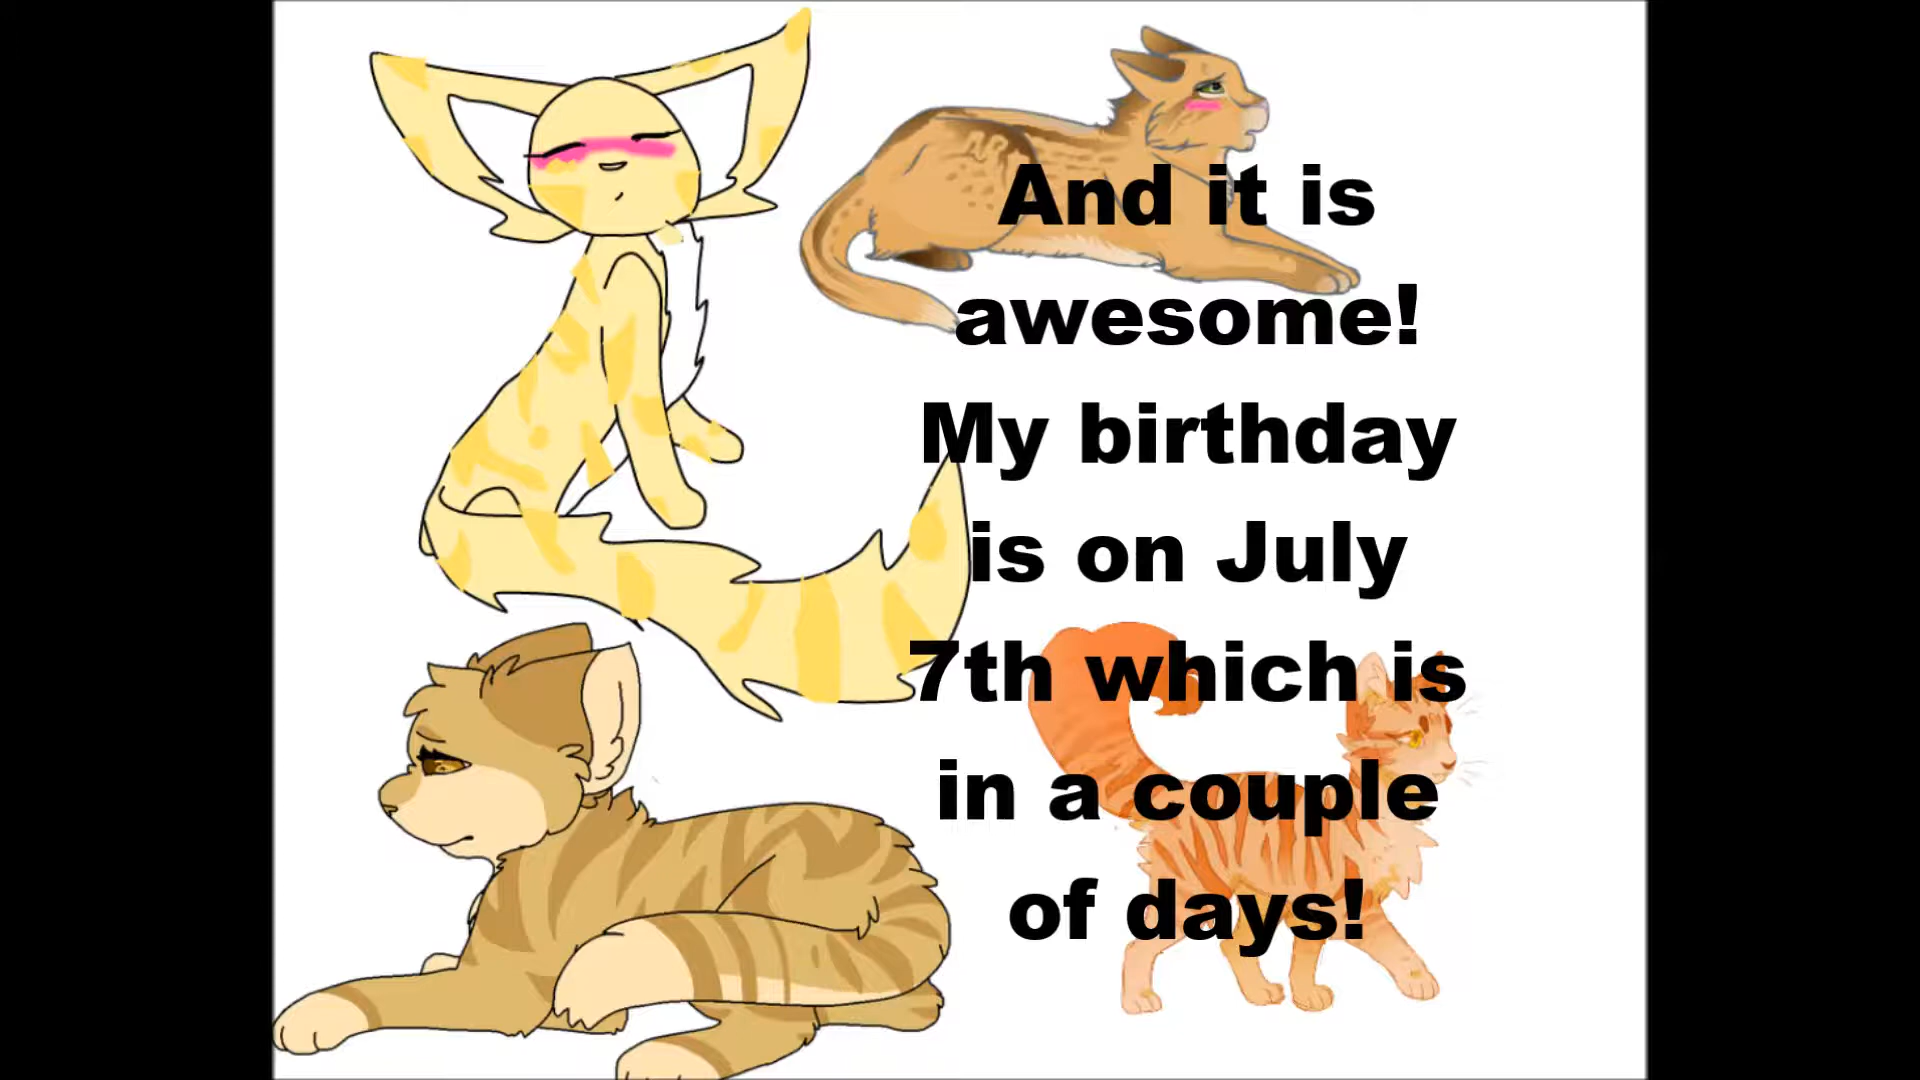 And it is
awesome!
My birthday
is on July
7th which is
in a couple
of days!